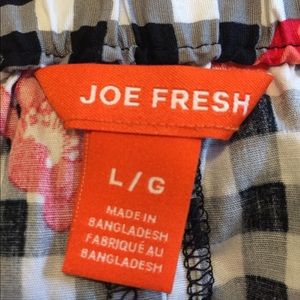 JOE FRESH
L/G
MADE IN
BANGLADESH
FABRIQUÉ AU
BANGLADESH